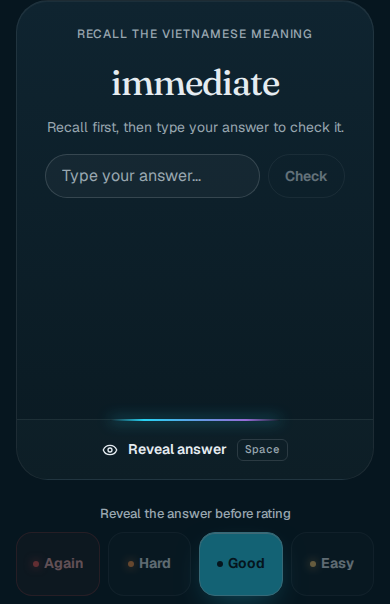 RECALL THE VIETNAMESE MEANING
immediate
Recall first, then type your answer to check it.
Type your answer...
Check
Reveal answer
Space
Reveal the answer before rating
Again
Hard
Good
Easy